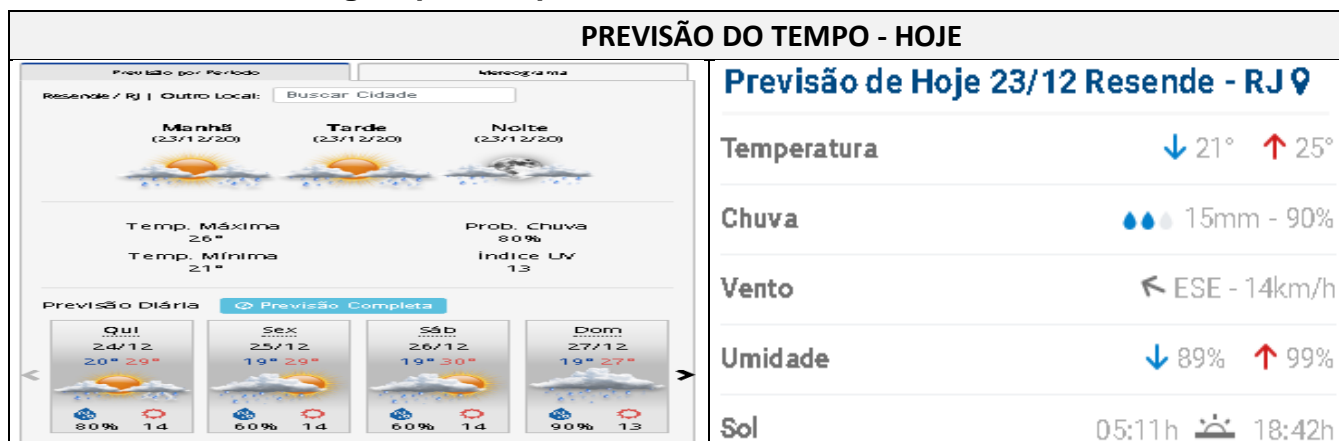 PREVISÃO DO TEMPO - HOJE
Previsão por Período
Meteograma
Resende / RJ | Outro Local: Buscar Cidade
Manhã Tarde Noite
(23/12/20) (23/12/20) (23/12/20)
Temp. Máxima Prob. Chuva
26° 80%
Temp. Mínima Índice UV
21° 13
Previsão Diária Previsão Completa
Qui Sex Sáb Dom
24/12 25/12 26/12 27/12
20° 29° 19° 29° 19° 30° 19° 27°
< >
80% 14 60% 14 60% 14 90% 13
Previsão de Hoje 23/12 Resende - RJ
Temperatura 21° 25°
Chuva 15mm - 90%
Vento ESE - 14km/h
Umidade 89% 99%
Sol 05:11h 18:42h